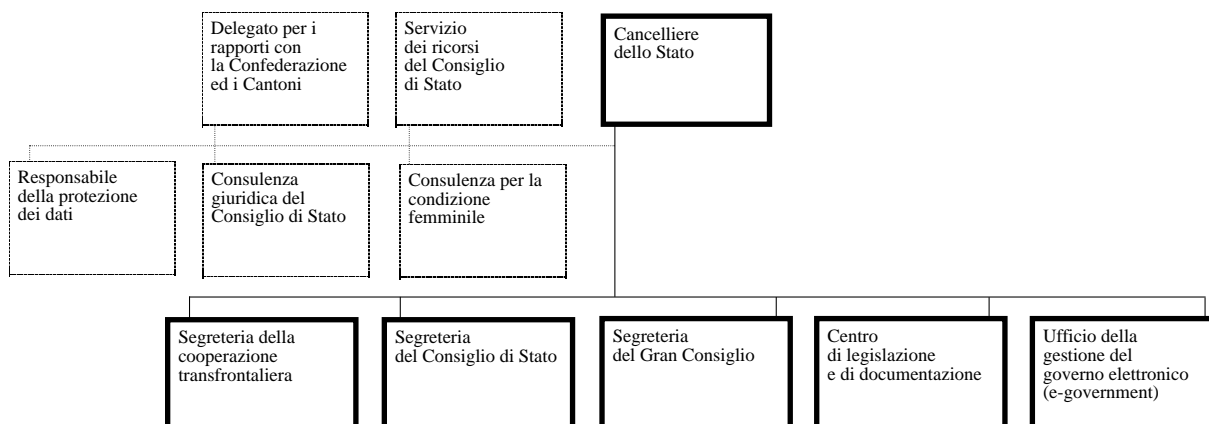 Delegato per i
rapporti con
la Confederazione
ed i Cantoni
Servizio
dei ricorsi
del Consiglio
di Stato
Cancelliere
dello Stato
Responsabile
della protezione
dei dati
Consulenza
giuridica del
Consiglio di Stato
Consulenza per la
condizione
femminile
Segreteria della
cooperazione
transfrontaliera
Segreteria
del Consiglio di Stato
Segreteria
del Gran Consiglio
Centro
di legislazione
e di documentazione
Ufficio della
gestione del
governo elettronico
(e-government)